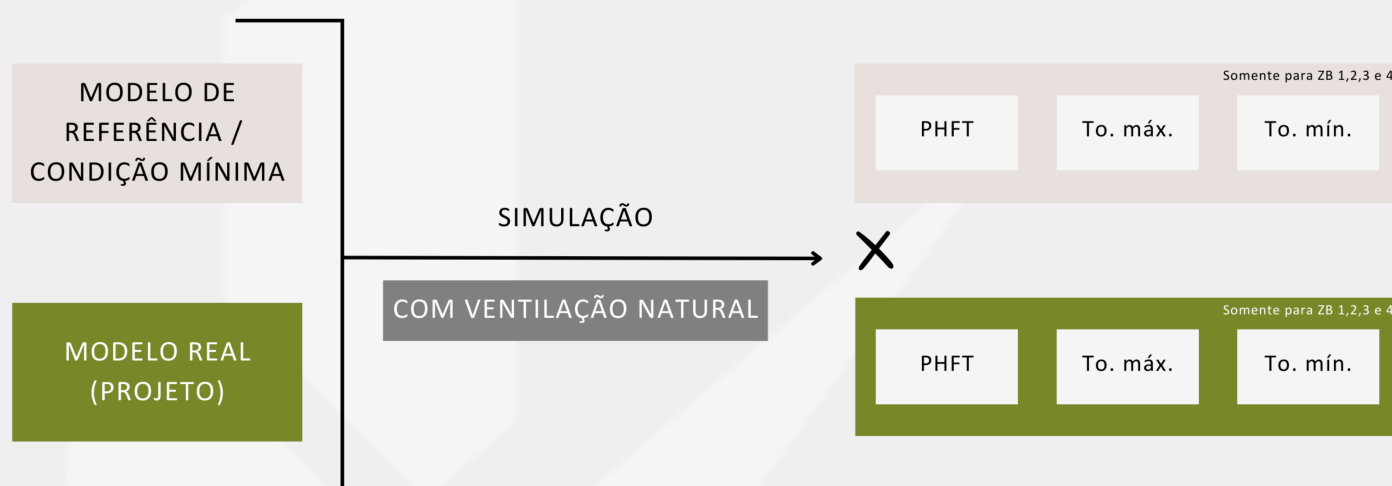 MODELO DE
REFERÊNCIA /
CONDIÇÃO MÍNIMA
SIMULAÇÃO
COM VENTILAÇÃO NATURAL
MODELO REAL
(PROJETO)
Somente para ZB 1,2,3 e 4
PHFT
To. máx.
To. mín.
X
Somente para ZB 1,2,3 e 4
PHFT
To. máx.
To. mín.